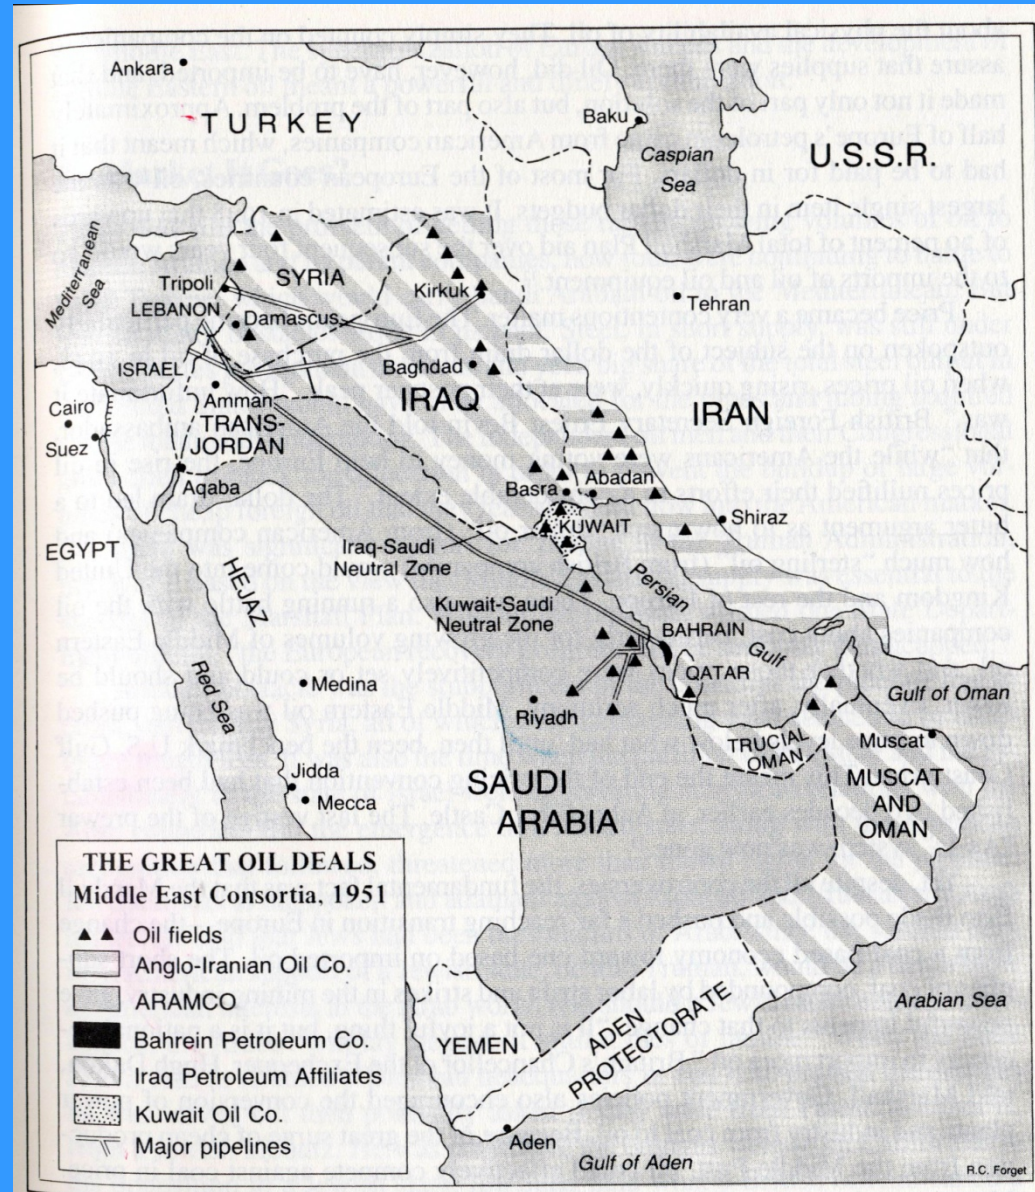 Ankara
TURKEY
Baku
Caspian
Sea
U.S.S.R.
Mediterranean
Sea
SYRIA
Tripoli
Kirkuk
Tehran
LEBANON
Damascus
ISRAEL
Baghdad
IRAQ
IRAN
Amman
Cairo
TRANS-
JORDAN
Suez
Aqaba
Basra
Abadan
Shiraz
KUWAIT
EGYPT
Iraq-Saudi
Neutral Zone
HEJAZ
Persian
Gulf
Kuwait-Saudi
Neutral Zone
BAHRAIN
QATAR
Gulf of Oman
Red Sea
Medina
Riyadh
Muscat
TRUCIAL
OMAN
Jidda
Mecca
SAUDI
ARABIA
MUSCAT
AND
OMAN
THE GREAT OIL DEALS
Middle East Consortia, 1951
Oil fields
Anglo-Iranian Oil Co.
ARAMCO
Bahrein Petroleum Co.
Iraq Petroleum Affiliates
Kuwait Oil Co.
Major pipelines
YEMEN
ADEN
PROTECTORATE
Arabian Sea
Aden
Gulf of Aden
R.C. Forget